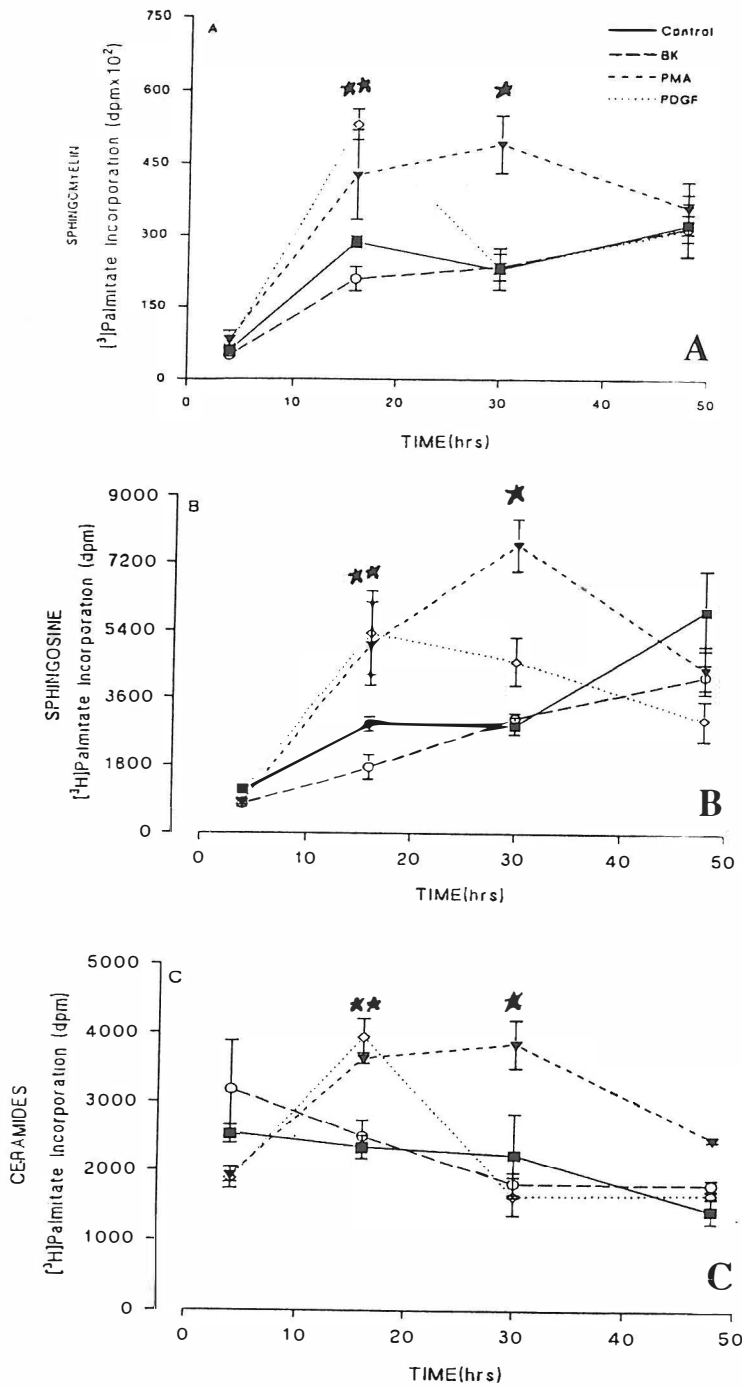 A
Control
BK
PMA
PDGF
SPHINGOMYELIN
[³]Palmitate Incorporation (dpm×10²)
750
600
450
300
150
0
0 10 20 30 40 50
TIME(hrs)
A
B
SPHINGOSINE
[³H]Palmitate Incorporation (dpm)
9000
7200
5400
3600
1800
0
0 10 20 30 40 50
TIME(hrs)
B
C
CERAMIDES
[³H]Palmitate Incorporation (dpm)
5000
4000
3000
2000
1000
0
0 10 20 30 40 50
TIME(hrs)
C